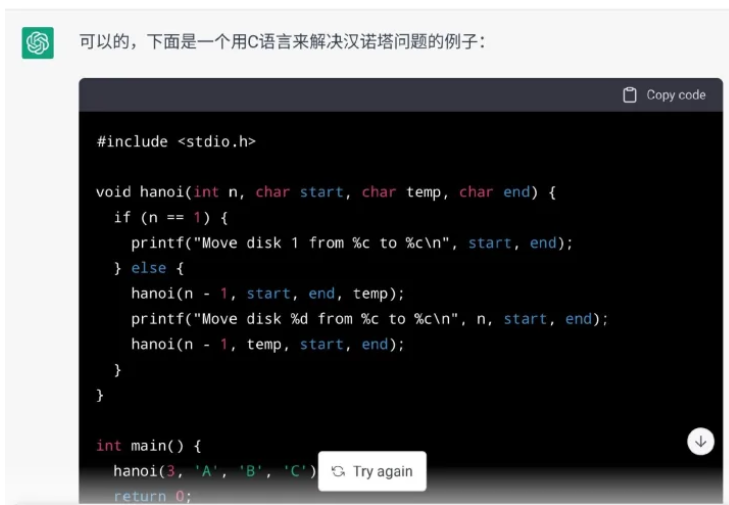 可以的，下面是一个用C语言来解决汉诺塔问题的例子：
Copy code
#include <stdio.h>
void hanoi(int n, char start, char temp, char end) {
  if (n == 1) {
    printf("Move disk 1 from %c to %c\n", start, end);
  } else {
    hanoi(n - 1, start, end, temp);
    printf("Move disk %d from %c to %c\n", n, start, end);
    hanoi(n - 1, temp, start, end);
  }
}
int main() {
  hanoi(3, 'A', 'B', 'C')
Try again
  return 0;